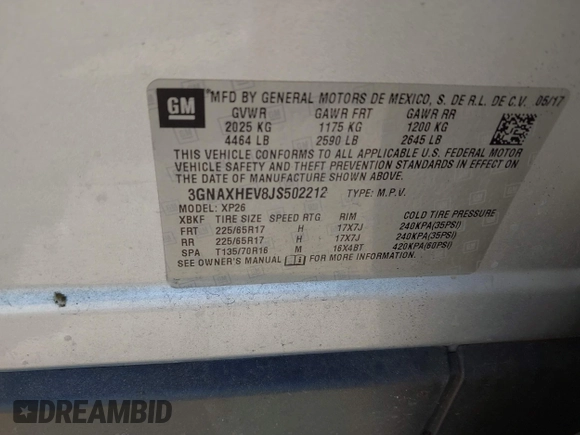 GM
*MFD BY GENERAL MOTORS DE MEXICO, S. DE R.L. DE C.V. 05/17
GVWR GAWR FRT GAWR RR
2025 KG 1175 KG 1200 KG
4464 LB 2590 LB 2645 LB
THIS VEHICLE CONFORMS TO ALL APPLICABLE U.S. FEDERAL MOTOR
VEHICLE SAFETY AND THEFT PREVENTION STANDARDS IN EFFECT ON
THE DATE OF MANUFACTURE SHOWN ABOVE.
3GNAXHEV8JS502212 TYPE: M.P.V.
MODEL: XP26
XBKF TIRE SIZE SPEED RTG RIM COLD TIRE PRESSURE
FRT 225/65R17 H 17X7J 240KPA(35PSI)
RR 225/65R17 H 17X7J 240KPA(35PSI)
SPA T135/70R16 M 16X4BT 420KPA(60PSI)
SEE OWNER'S MANUAL FOR MORE INFORMATION.
DREAMBID